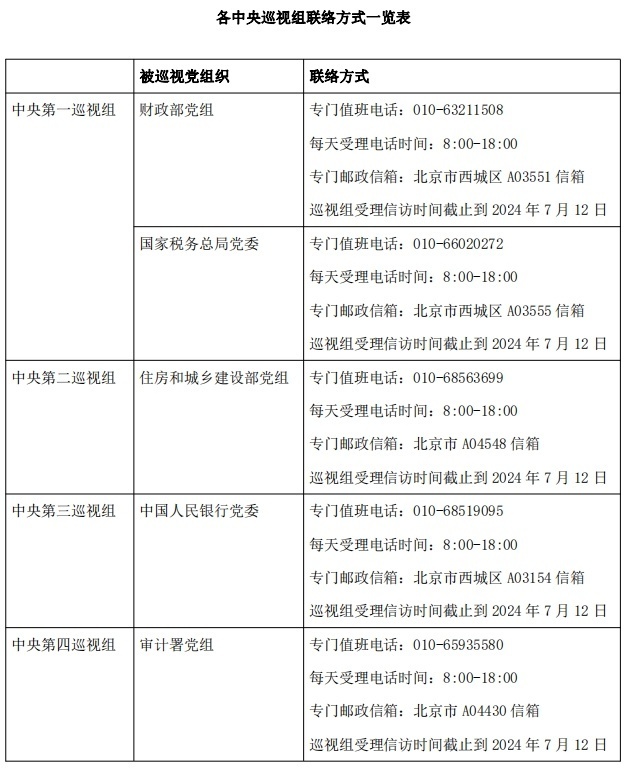 各中央巡视组联络方式一览表
被巡视党组织 联络方式
中央第一巡视组 财政部党组 专门值班电话：010-63211508
每天受理电话时间：8:00-18:00
专门邮政信箱：北京市西城区 A03551 信箱
巡视组受理信访时间截止到 2024 年 7 月 12 日
国家税务总局党委 专门值班电话：010-66020272
每天受理电话时间：8:00-18:00
专门邮政信箱：北京市西城区 A03555 信箱
巡视组受理信访时间截止到 2024 年 7 月 12 日
中央第二巡视组 住房和城乡建设部党组 专门值班电话：010-68563699
每天受理电话时间：8:00-18:00
专门邮政信箱：北京市 A04548 信箱
巡视组受理信访时间截止到 2024 年 7 月 12 日
中央第三巡视组 中国人民银行党委 专门值班电话：010-68519095
每天受理电话时间：8:00-18:00
专门邮政信箱：北京市西城区 A03154 信箱
巡视组受理信访时间截止到 2024 年 7 月 12 日
中央第四巡视组 审计署党组 专门值班电话：010-65935580
每天受理电话时间：8:00-18:00
专门邮政信箱：北京市 A04430 信箱
巡视组受理信访时间截止到 2024 年 7 月 12 日